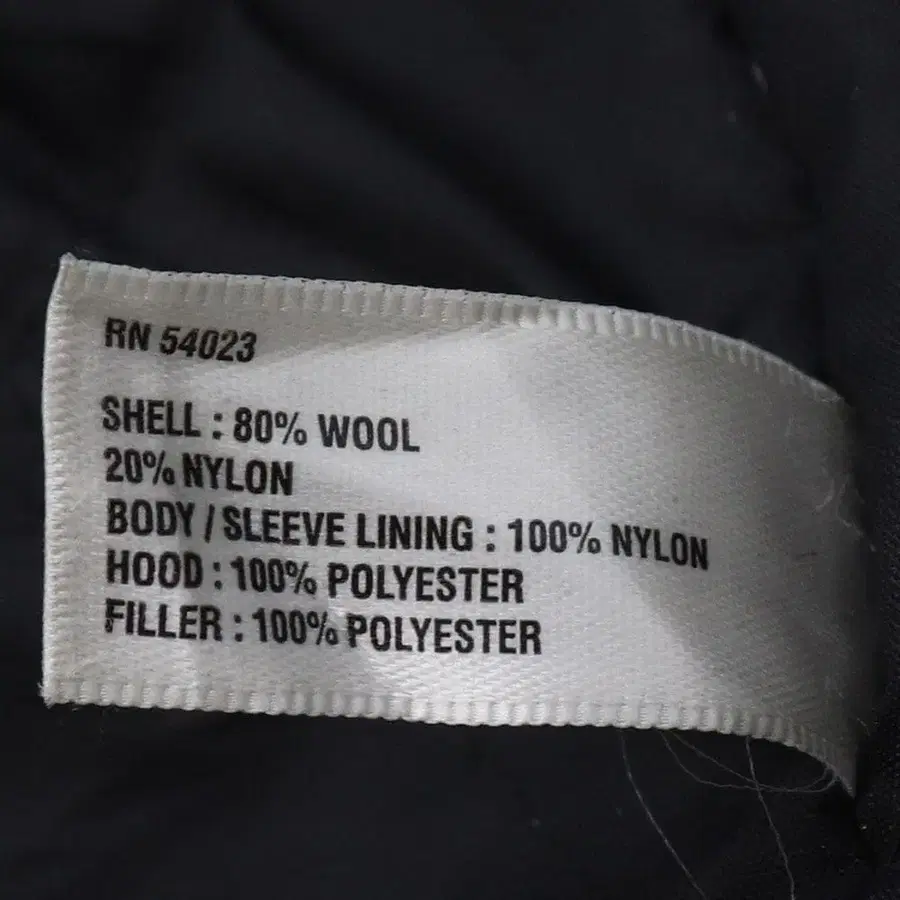 RN 54023
SHELL : 80% WOOL
20% NYLON
BODY / SLEEVE LINING : 100% NYLON
HOOD : 100% POLYESTER
FILLER : 100% POLYESTER